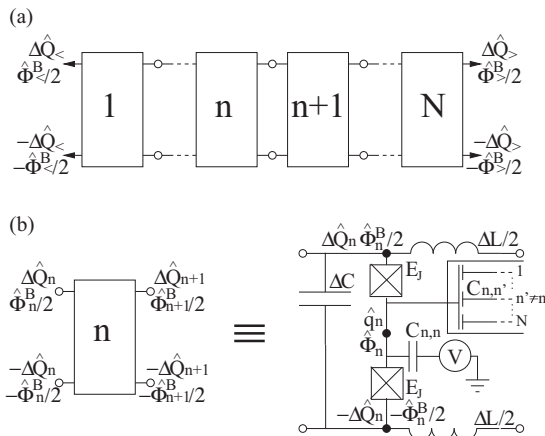 (a)
ΔQ̂< ΔQ̂>
Φ̂ᴮ</2 Φ̂ᴮ>/2
1 n n+1 N
−ΔQ̂< −ΔQ̂>
−Φ̂ᴮ</2 −Φ̂ᴮ>/2
(b)
ΔQ̂n Φ̂ᴮn/2 ΔL/2
ΔQ̂n ΔQ̂n+1 ΔC EJ 1
Φ̂ᴮn/2 Φ̂ᴮn+1/2 Cn,n' n'≠n
n ≡ q̂n Cn,n N
Φ̂n V
−ΔQ̂n −ΔQ̂n+1 EJ
−Φ̂ᴮn/2 −Φ̂ᴮn+1/2 −ΔQ̂n −Φ̂ᴮn/2 ΔL/2